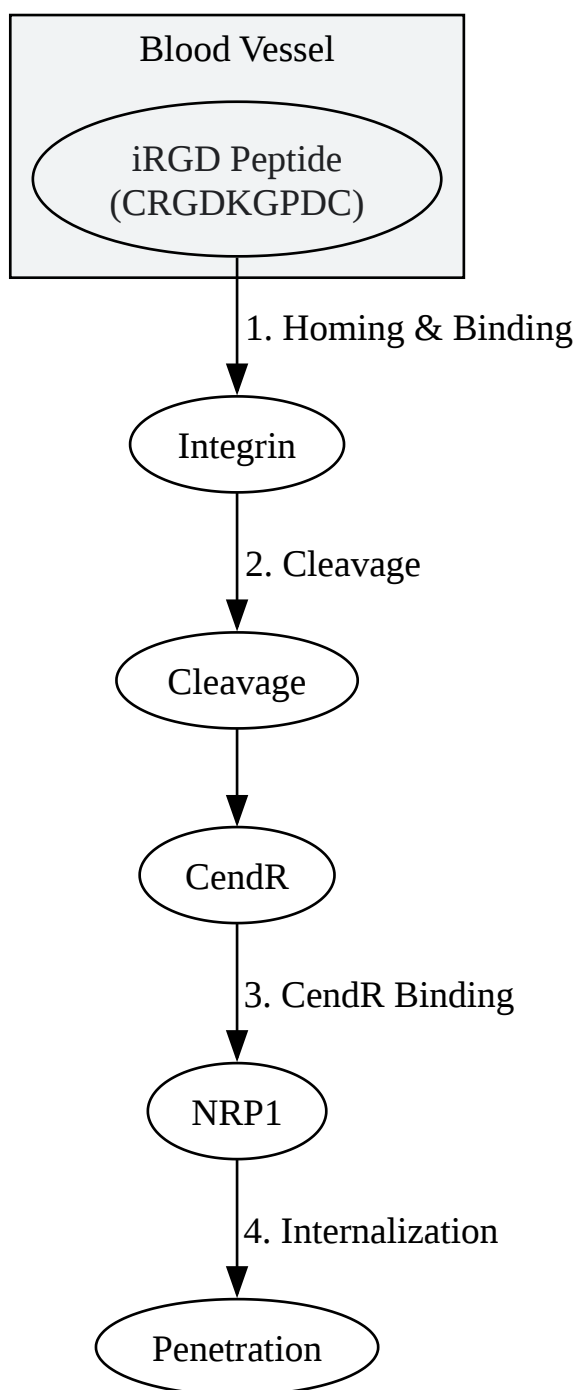 Blood Vessel
iRGD Peptide
(CRGDKGPDC)
1. Homing & Binding
Integrin
2. Cleavage
Cleavage
CendR
3. CendR Binding
NRP1
4. Internalization
Penetration